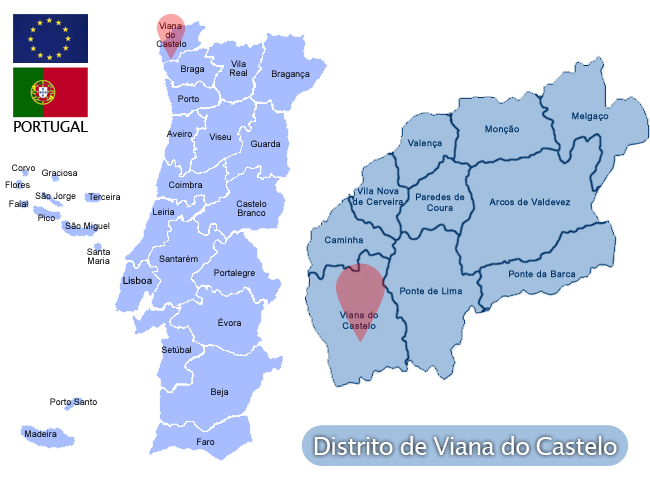 PORTUGAL
Viana
do
Castelo
Braga
Vila
Real
Bragança
Porto
Aveiro
Viseu
Guarda
Coimbra
Castelo
Branco
Leiria
Santarém
Portalegre
Lisboa
Évora
Setúbal
Beja
Faro
Corvo
Graciosa
Flores
São Jorge
Terceira
Faial
Pico
São Miguel
Santa
Maria
Porto Santo
Madeira
Melgaço
Monção
Valença
Vila Nova
de Cerveira
Paredes de
Coura
Arcos de Valdevez
Caminha
Ponte da Barca
Ponte de Lima
Viana do
Castelo
Distrito de Viana do Castelo